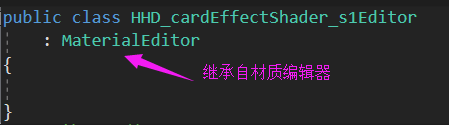 public class HHD_cardEffectShader_s1Editor
: MaterialEditor
{
继承自材质编辑器
}